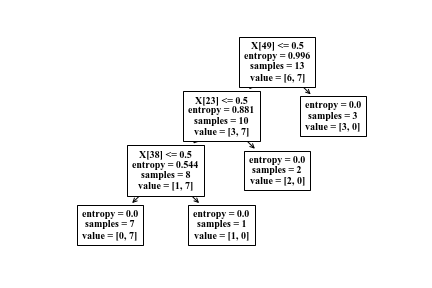 X[49] <= 0.5
entropy = 0.996
samples = 13
value = [6, 7]
X[23] <= 0.5
entropy = 0.881
samples = 10
value = [3, 7]
entropy = 0.0
samples = 3
value = [3, 0]
X[38] <= 0.5
entropy = 0.544
samples = 8
value = [1, 7]
entropy = 0.0
samples = 2
value = [2, 0]
entropy = 0.0
samples = 7
value = [0, 7]
entropy = 0.0
samples = 1
value = [1, 0]